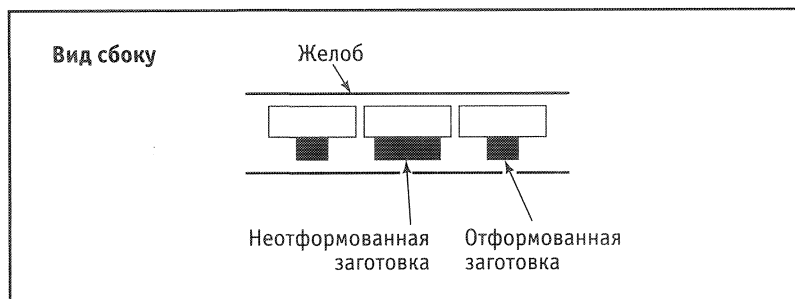 Вид сбоку
Желоб
Неотформованная
заготовка
Отформованная
заготовка